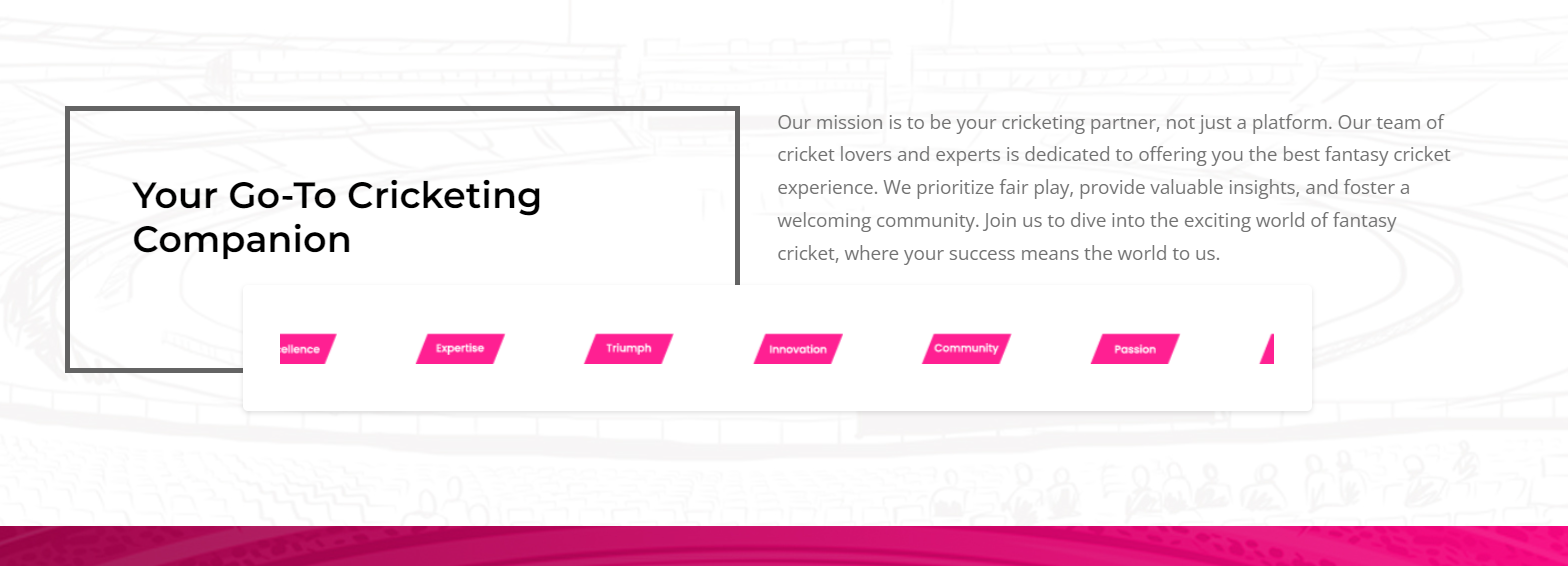 Your Go-To Cricketing
Companion
Our mission is to be your cricketing partner, not just a platform. Our team of
cricket lovers and experts is dedicated to offering you the best fantasy cricket
experience. We prioritize fair play, provide valuable insights, and foster a
welcoming community. Join us to dive into the exciting world of fantasy
cricket, where your success means the world to us.
ellence
Expertise
Triumph
Innovation
Community
Passion